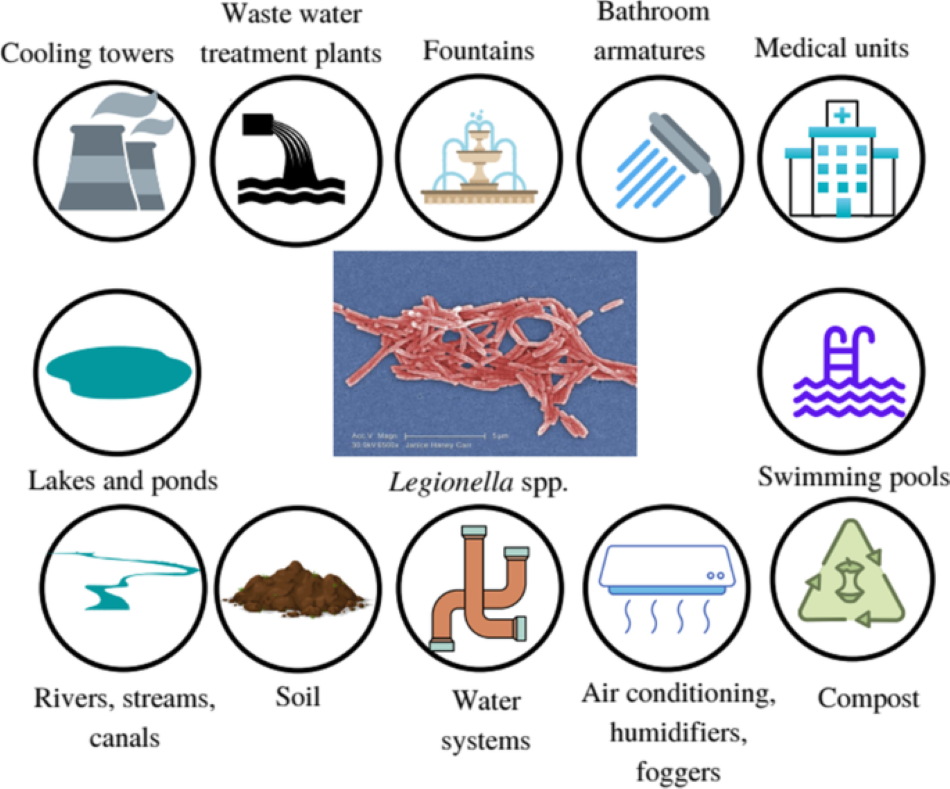 Waste water
treatment plants
Cooling towers
Fountains
Bathroom
armatures
Medical units
Acc.V Magn
5µm
30.0kV 6500x Janice Haney Carr
Lakes and ponds
Legionella spp.
Swimming pools
Rivers, streams,
canals
Soil
Water
systems
Air conditioning,
humidifiers,
foggers
Compost